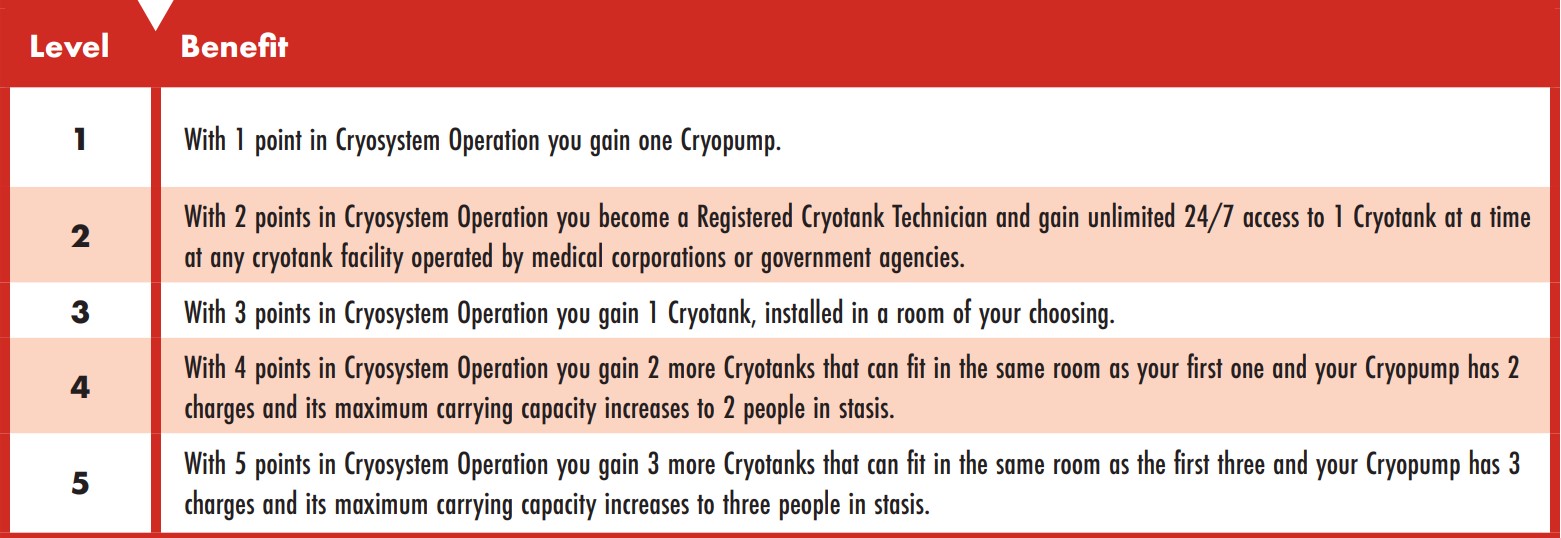 Level Benefit
1 With 1 point in Cryosystem Operation you gain one Cryopump.
2 With 2 points in Cryosystem Operation you become a Registered Cryotank Technician and gain unlimited 24/7 access to 1 Cryotank at a time
at any cryotank facility operated by medical corporations or government agencies.
3 With 3 points in Cryosystem Operation you gain 1 Cryotank, installed in a room of your choosing.
4 With 4 points in Cryosystem Operation you gain 2 more Cryotanks that can fit in the same room as your first one and your Cryopump has 2
charges and its maximum carrying capacity increases to 2 people in stasis.
5 With 5 points in Cryosystem Operation you gain 3 more Cryotanks that can fit in the same room as the first three and your Cryopump has 3
charges and its maximum carrying capacity increases to three people in stasis.